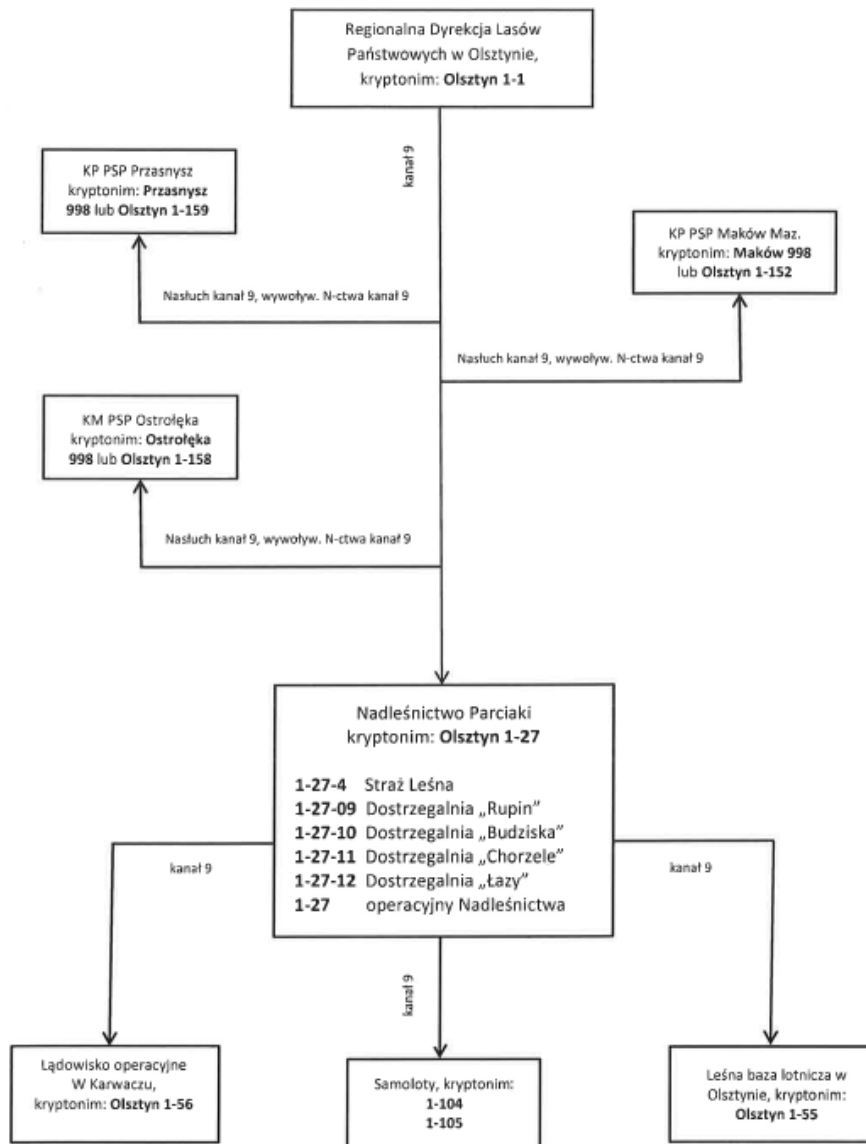 Regionalna Dyrekcja Lasów
Państwowych w Olsztynie,
kryptonim: Olsztyn 1-1
kanał 9
KP PSP Przasnysz
kryptonim: Przasnysz
998 lub Olsztyn 1-159
KP PSP Maków Maz.
kryptonim: Maków 998
lub Olsztyn 1-152
Nasłuch kanał 9, wywoływ. N-ctwa kanał 9
Nasłuch kanał 9, wywoływ. N-ctwa kanał 9
KM PSP Ostrołęka
kryptonim: Ostrołęka
998 lub Olsztyn 1-158
Nasłuch kanał 9, wywoływ. N-ctwa kanał 9
Nadleśnictwo Parciaki
kryptonim: Olsztyn 1-27
1-27-4 Straż Leśna
1-27-09 Dostrzegalnia „Rupin”
1-27-10 Dostrzegalnia „Budziska”
1-27-11 Dostrzegalnia „Chorzele”
1-27-12 Dostrzegalnia „Łazy”
1-27 operacyjny Nadleśnictwa
kanał 9
kanał 9
kanał 9
Lądowisko operacyjne
W Karwaczu,
kryptonim: Olsztyn 1-56
Samoloty, kryptonim:
1-104
1-105
Leśna baza lotnicza w
Olsztynie, kryptonim:
Olsztyn 1-55